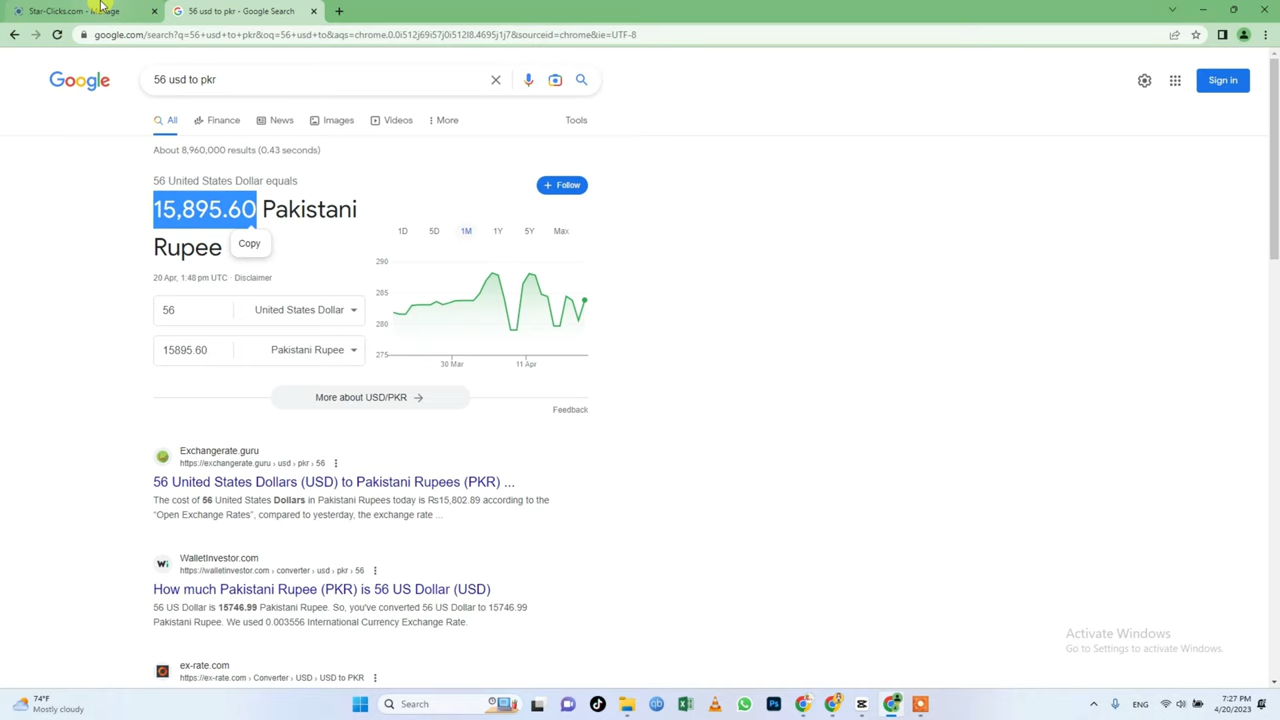 Star-Clicks.com -
56 usd to pkr - Google Search
google.com/search?q=56+usd+to+pkr&oq=56+usd+to&aqs=chrome.0.0i512j69i57j0i512l8.4695j1j7&sourceid=chrome&ie=UTF-8
Google
56 usd to pkr
Sign in
All
Finance
News
Images
Videos
More
Tools
About 8,960,000 results (0.43 seconds)
56 United States Dollar equals
Follow
15,895.60 Pakistani
Rupee
Copy
1D 5D 1M 1Y 5Y Max
290
285
280
275
30 Mar
11 Apr
20 Apr, 1:48 pm UTC · Disclaimer
56
United States Dollar
15895.60
Pakistani Rupee
More about USD/PKR
Feedback
Exchangerate.guru
https://exchangerate.guru › usd › pkr › 56
56 United States Dollars (USD) to Pakistani Rupees (PKR) ...
The cost of 56 United States Dollars in Pakistani Rupees today is ₨15,802.89 according to the
“Open Exchange Rates”, compared to yesterday, the exchange rate ...
WalletInvestor.com
https://walletinvestor.com › converter › usd › pkr › 56
How much Pakistani Rupee (PKR) is 56 US Dollar (USD)
56 US Dollar is 15746.99 Pakistani Rupee. So, you've converted 56 US Dollar to 15746.99
Pakistani Rupee. We used 0.003556 International Currency Exchange Rate.
ex-rate.com
https://ex-rate.com › Converter › USD › USD to PKR
Activate Windows
Go to Settings to activate Windows.
74°F
Mostly cloudy
Search
ENG
7:27 PM
4/20/2023